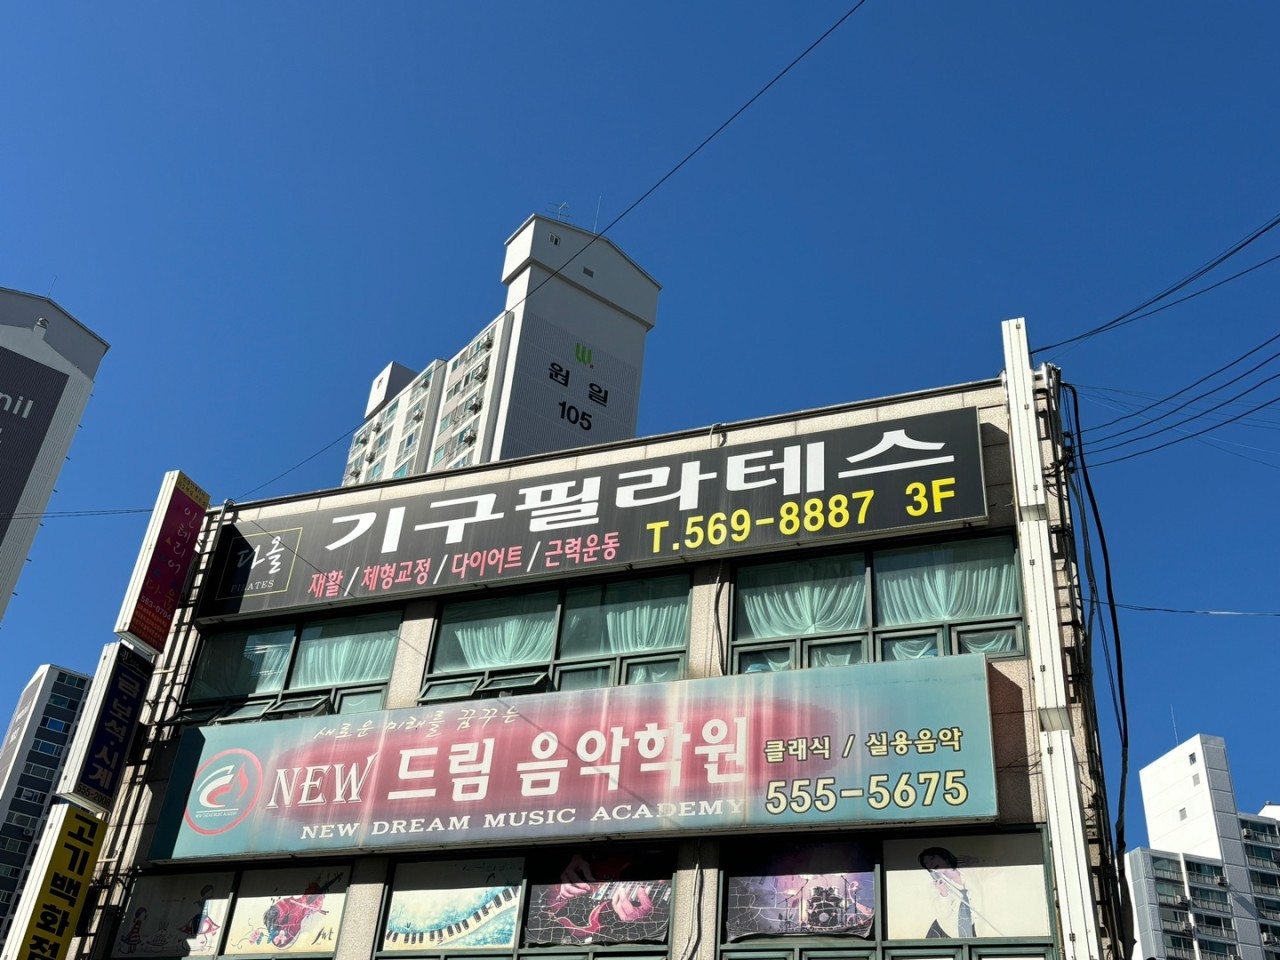 nil
원일
105
다올
PILATES
기구필라테스
재활 / 체형교정 / 다이어트 / 근력운동
T.569-8887 3F
새로운 미래를 꿈꾸는
NEW 드림 음악학원
클래식 / 실용음악
NEW DREAM MUSIC ACADEMY
555-5675
고기백화점